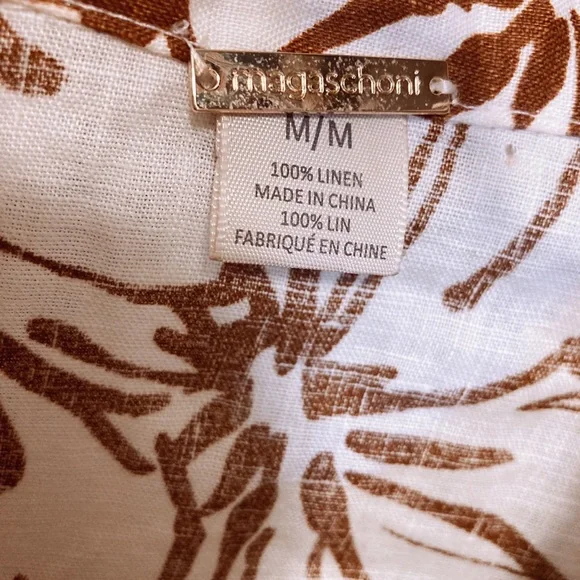 magaschoni
M/M
100% LINEN
MADE IN CHINA
100% LIN
FABRIQUÉ EN CHINE